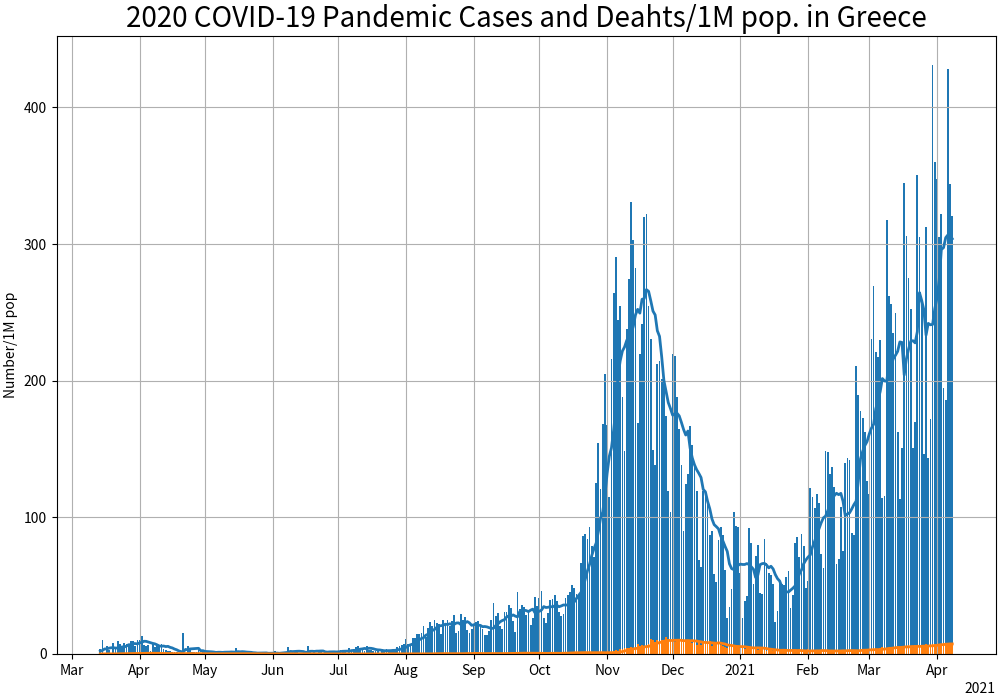 2020 COVID-19 Pandemic Cases and Deahts/1M pop. in Greece
Number/1M pop
400
300
200
100
0
Mar Apr May Jun Jul Aug Sep Oct Nov Dec 2021 Feb Mar Apr
2021